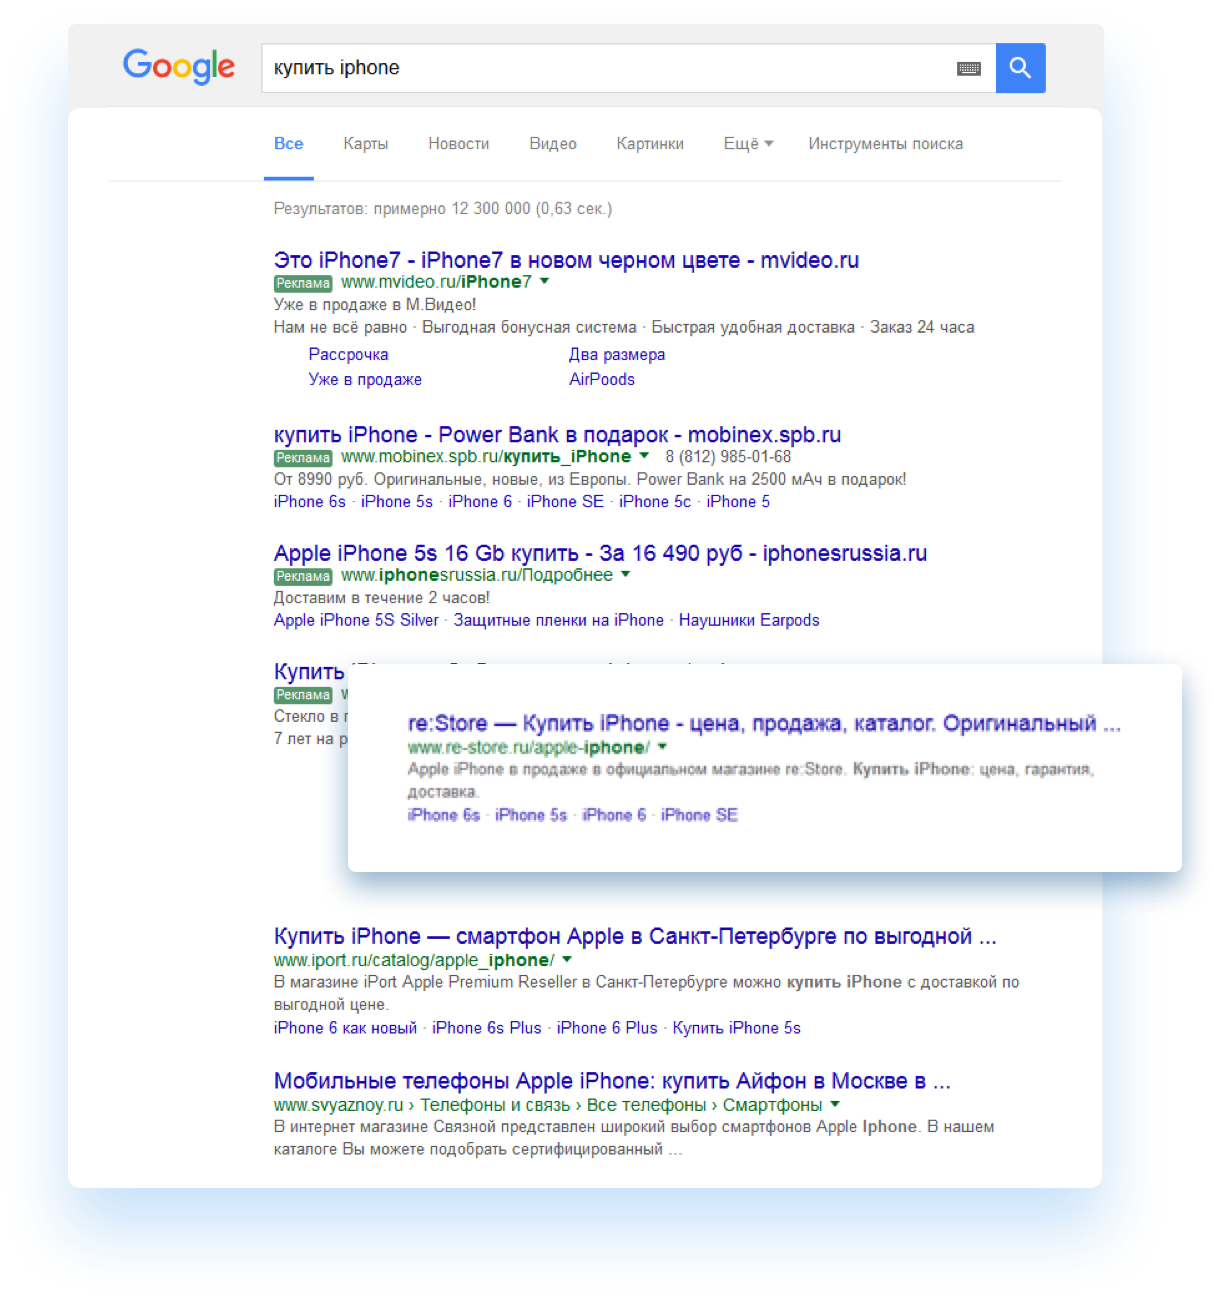 Google
купить iphone
Все Карты Новости Видео Картинки Ещё Инструменты поиска
Результатов: примерно 12 300 000 (0,63 сек.)
Это iPhone7 - iPhone7 в новом черном цвете - mvideo.ru
Реклама www.mvideo.ru/iPhone7
Уже в продаже в М.Видео!
Нам не всё равно · Выгодная бонусная система · Быстрая удобная доставка · Заказ 24 часа
Рассрочка Два размера
Уже в продаже AirPoods
купить iPhone - Power Bank в подарок - mobinex.spb.ru
Реклама www.mobinex.spb.ru/купить_iPhone 8 (812) 985-01-68
От 8990 руб. Оригинальные, новые, из Европы. Power Bank на 2500 мАч в подарок!
iPhone 6s · iPhone 5s · iPhone 6 · iPhone SE · iPhone 5c · iPhone 5
Apple iPhone 5s 16 Gb купить - За 16 490 руб - iphonesrussia.ru
Реклама www.iphonesrussia.ru/Подробнее
Доставим в течение 2 часов!
Apple iPhone 5S Silver · Защитные пленки на iPhone · Наушники Earpods
Купить
Реклама
Стекло в
7 лет на
re:Store — Купить iPhone - цена, продажа, каталог. Оригинальный ...
www.re-store.ru/apple-iphone/
Apple iPhone в продаже в официальном магазине re:Store. Купить iPhone: цена, гарантия,
доставка.
iPhone 6s · iPhone 5s · iPhone 6 · iPhone SE
Купить iPhone — смартфон Apple в Санкт-Петербурге по выгодной ...
www.iport.ru/catalog/apple_iphone/
В магазине iPort Apple Premium Reseller в Санкт-Петербурге можно купить iPhone с доставкой по
выгодной цене.
iPhone 6 как новый · iPhone 6s Plus · iPhone 6 Plus · Купить iPhone 5s
Мобильные телефоны Apple iPhone: купить Айфон в Москве в ...
www.svyaznoy.ru › Телефоны и связь › Все телефоны › Смартфоны
В интернет магазине Связной представлен широкий выбор смартфонов Apple Iphone. В нашем
каталоге Вы можете подобрать сертифицированный ...